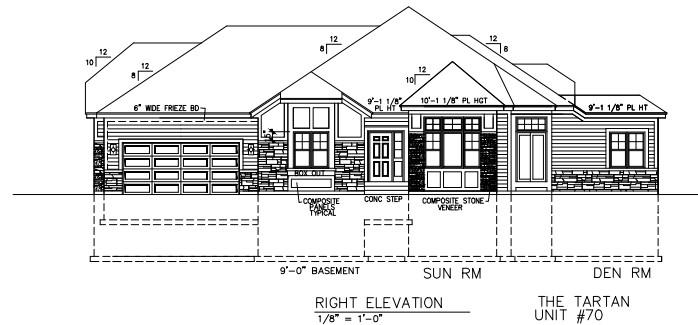 12
10
12
8
12
8
12
8
12
10
6" WIDE FRIEZE BD
9'-1 1/8"
PL HT
10'-1 1/8" PL HGT
9'-1 1/8" PL HT
BOX OUT
COMPOSITE
PANELS
TYPICAL
CONC STEP
COMPOSITE STONE
VENEER
9'-0" BASEMENT
SUN RM
DEN RM
RIGHT ELEVATION
1/8" = 1'-0"
THE TARTAN
UNIT #70